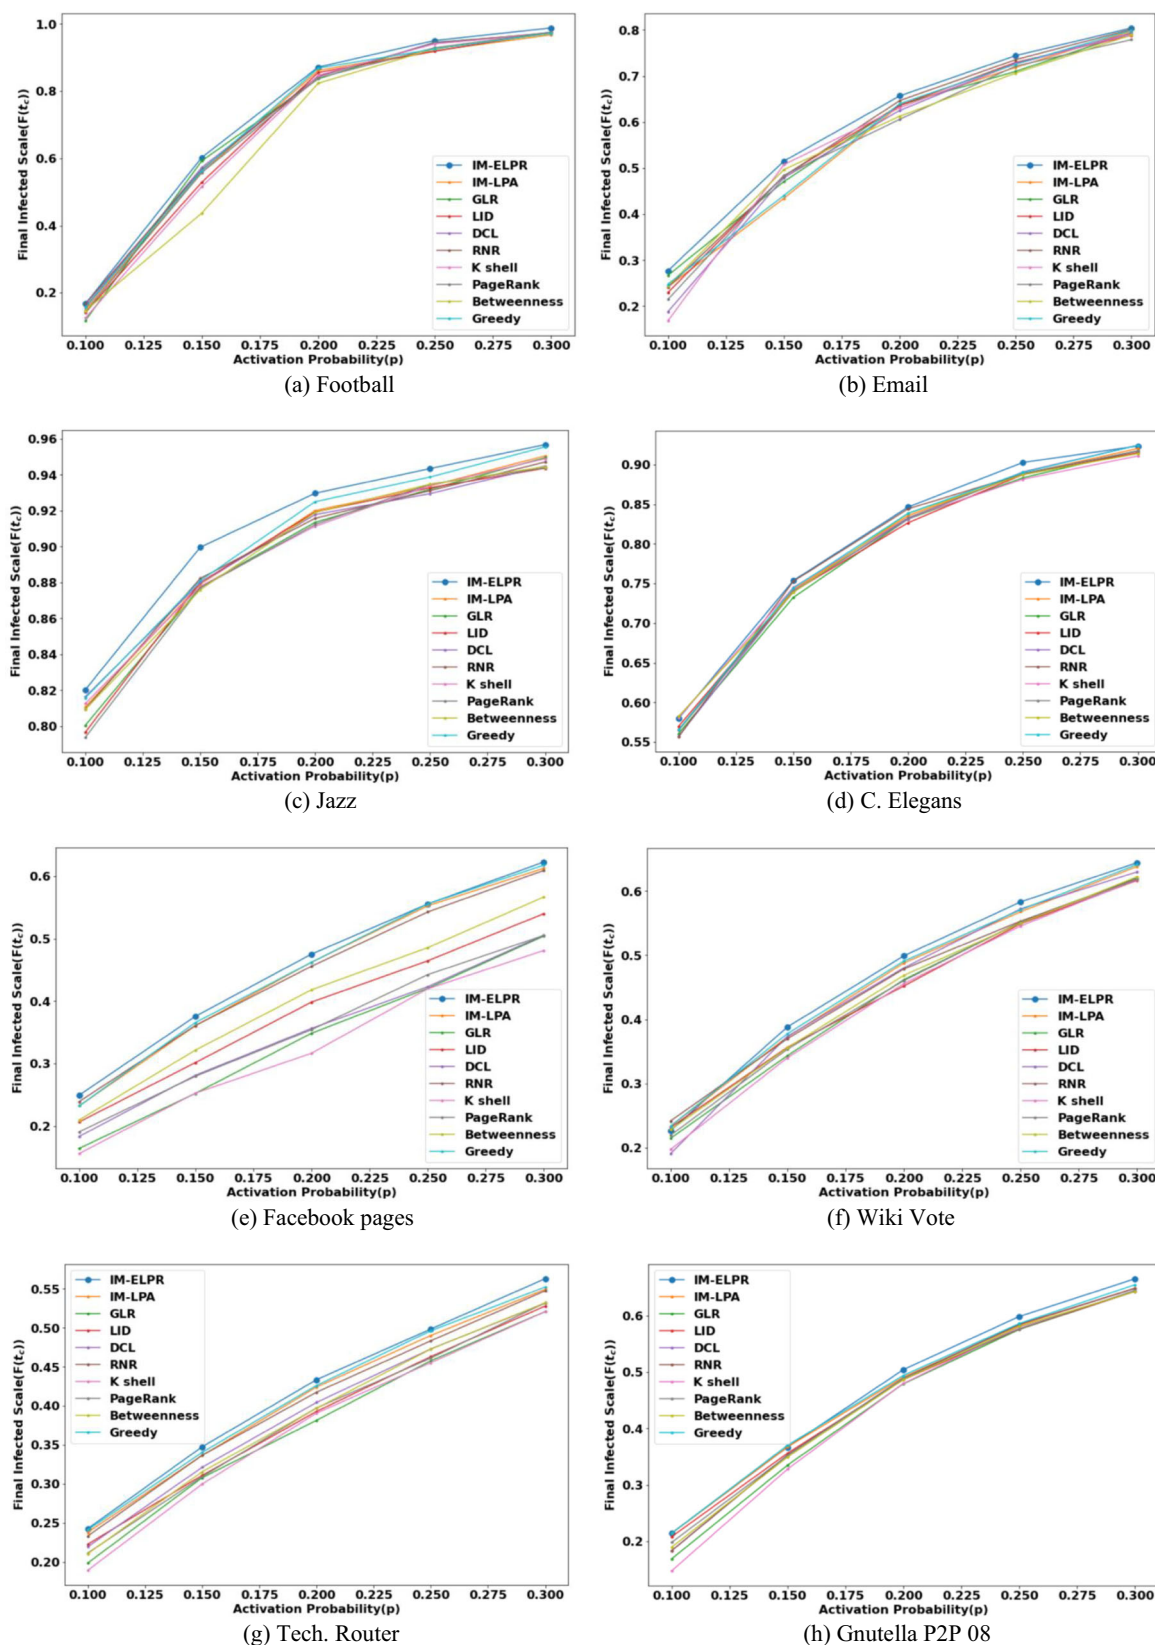 1.0
0.8
0.6
0.4
0.2
Final Infected Scale(F(t_c))
IM-ELPR
IM-LPA
GLR
LID
DCL
RNR
K shell
PageRank
Betweenness
Greedy
0.100 0.125 0.150 0.175 0.200 0.225 0.250 0.275 0.300
Activation Probability(p)
(a) Football
0.8
0.7
0.6
0.5
0.4
0.3
0.2
Final Infected Scale(F(t_c))
IM-ELPR
IM-LPA
GLR
LID
DCL
RNR
K shell
PageRank
Betweenness
Greedy
0.100 0.125 0.150 0.175 0.200 0.225 0.250 0.275 0.300
Activation Probability(p)
(b) Email
0.96
0.94
0.92
0.90
0.88
0.86
0.84
0.82
0.80
Final Infected Scale(F(t_c))
IM-ELPR
IM-LPA
GLR
LID
DCL
RNR
K shell
PageRank
Betweenness
Greedy
0.100 0.125 0.150 0.175 0.200 0.225 0.250 0.275 0.300
Activation Probability(p)
(c) Jazz
0.90
0.85
0.80
0.75
0.70
0.65
0.60
0.55
Final Infected Scale(F(t_c))
IM-ELPR
IM-LPA
GLR
LID
DCL
RNR
K shell
PageRank
Betweenness
Greedy
0.100 0.125 0.150 0.175 0.200 0.225 0.250 0.275 0.300
Activation Probability(p)
(d) C. Elegans
0.6
0.5
0.4
0.3
0.2
Final Infected Scale(F(t_c))
IM-ELPR
IM-LPA
GLR
LID
DCL
RNR
K shell
PageRank
Betweenness
Greedy
0.100 0.125 0.150 0.175 0.200 0.225 0.250 0.275 0.300
Activation Probability(p)
(e) Facebook pages
0.6
0.5
0.4
0.3
0.2
Final Infected Scale(F(t_c))
IM-ELPR
IM-LPA
GLR
LID
DCL
RNR
K shell
PageRank
Betweenness
Greedy
0.100 0.125 0.150 0.175 0.200 0.225 0.250 0.275 0.300
Activation Probability(p)
(f) Wiki Vote
0.55
0.50
0.45
0.40
0.35
0.30
0.25
0.20
Final Infected Scale(F(t_c))
IM-ELPR
IM-LPA
GLR
LID
DCL
RNR
K shell
PageRank
Betweenness
Greedy
0.100 0.125 0.150 0.175 0.200 0.225 0.250 0.275 0.300
Activation Probability(p)
(g) Tech. Router
0.6
0.5
0.4
0.3
0.2
Final Infected Scale(F(t_c))
IM-ELPR
IM-LPA
GLR
LID
DCL
RNR
K shell
PageRank
Betweenness
Greedy
0.100 0.125 0.150 0.175 0.200 0.225 0.250 0.275 0.300
Activation Probability(p)
(h) Gnutella P2P 08